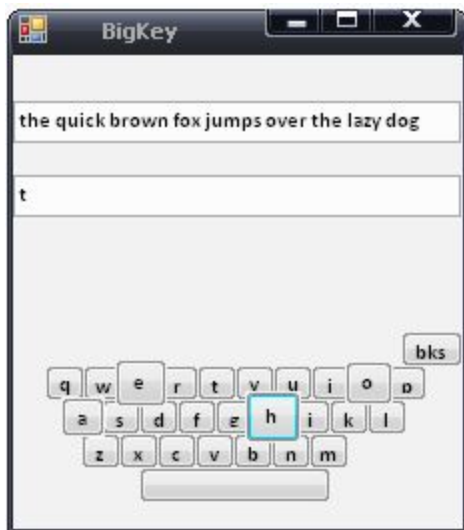 BigKey
the quick brown fox jumps over the lazy dog
t
bks
q w e r t y u i o p
a s d f g h j k l
z x c v b n m